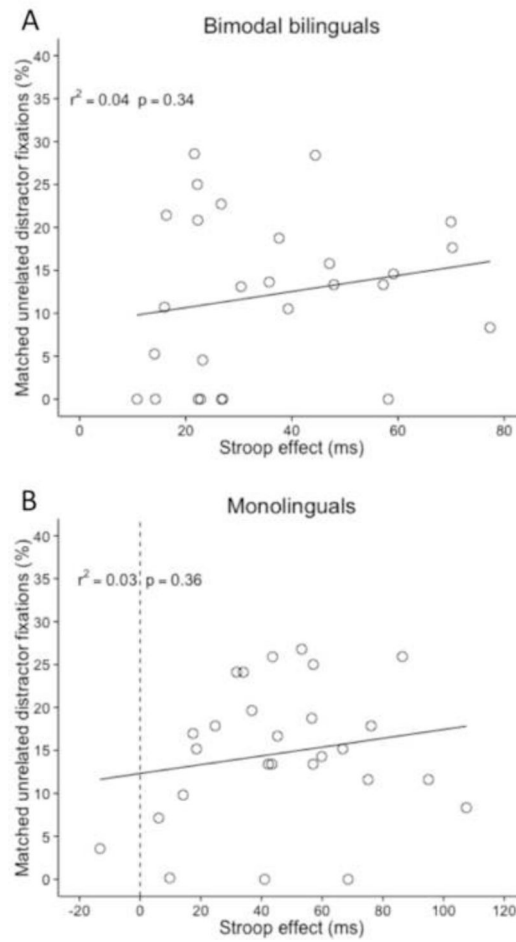 A
Bimodal bilinguals
Matched unrelated distractor fixations (%)
40
35
30
25
20
15
10
5
0
r² = 0.04 p = 0.34
0 20 40 60 80
Stroop effect (ms)
B
Monolinguals
Matched unrelated distractor fixations (%)
40
35
30
25
20
15
10
5
0
r² = 0.03 p = 0.36
-20 0 20 40 60 80 100 120
Stroop effect (ms)